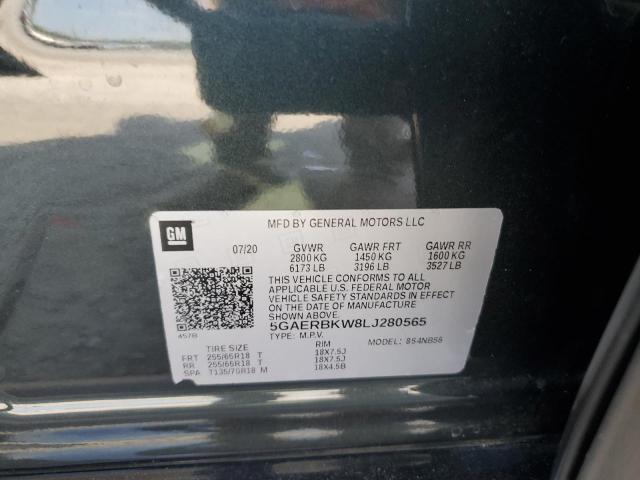 GM
MFD BY GENERAL MOTORS LLC
07/20 GVWR GAWR FRT GAWR RR
2800 KG 1450 KG 1600 KG
6173 LB 3196 LB 3527 LB
THIS VEHICLE CONFORMS TO ALL
APPLICABLE U.S. FEDERAL MOTOR
VEHICLE SAFETY STANDARDS IN EFFECT
ON THE DATE OF MANUFACTURE
SHOWN ABOVE.
5GAERBKW8LJ280565
4578 TYPE: M.P.V. MODEL: 854NB56
TIRE SIZE RIM
FRT 255/65R18 T 18X7.5J
RR 255/65R18 T 18X7.5J
SPA T135/70R18 M 18X4.5B